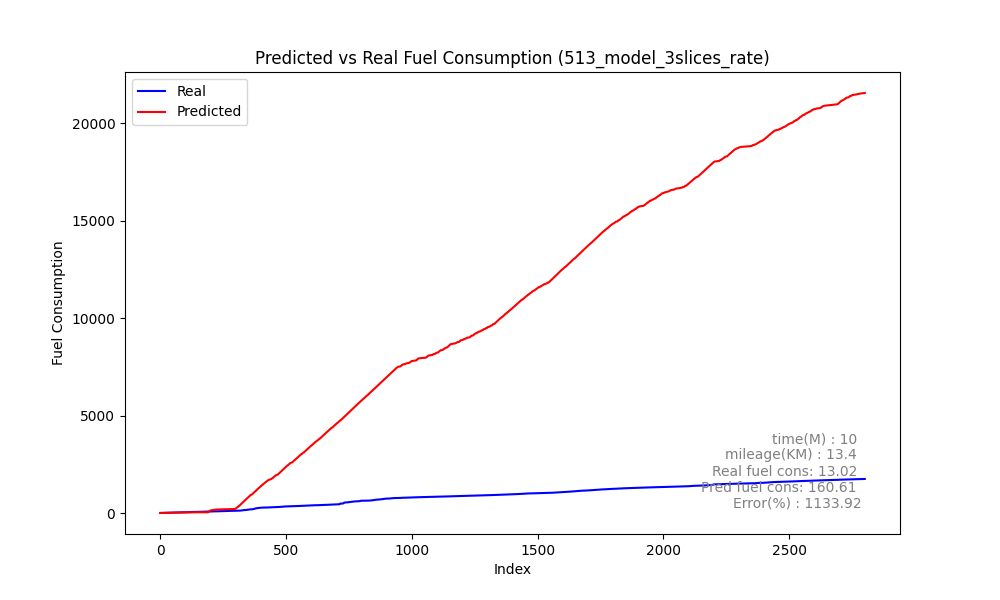 Predicted vs Real Fuel Consumption (513_model_3slices_rate)
Real
Predicted
Fuel Consumption
20000
15000
10000
5000
0
time(M) : 10
mileage(KM) : 13.4
Real fuel cons: 13.02
Pred fuel cons: 160.61
Error(%) : 1133.92
0 500 1000 1500 2000 2500
Index